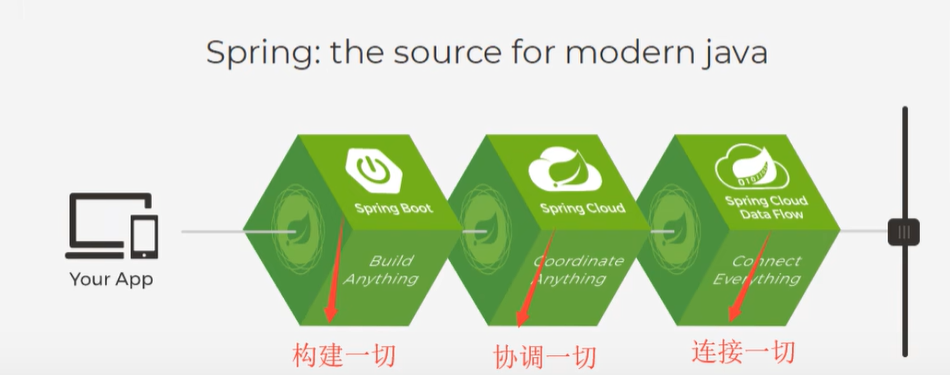 Spring: the source for modern java
Your App
Spring Boot
Build
Anything
构建一切
Spring Cloud
Coordinate
Anything
协调一切
Spring Cloud
Data Flow
Connect
Everything
连接一切